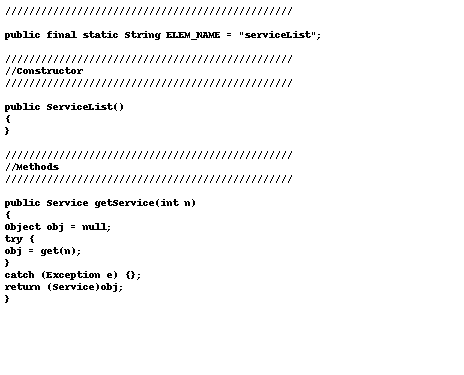 ////////////////////////////////////////////////
public final static String ELEM_NAME = "serviceList";
////////////////////////////////////////////////
//Constructor
////////////////////////////////////////////////
public ServiceList()
{
}
////////////////////////////////////////////////
//Methods
////////////////////////////////////////////////
public Service getService(int n)
{
Object obj = null;
try {
obj = get(n);
}
catch (Exception e) {};
return (Service)obj;
}